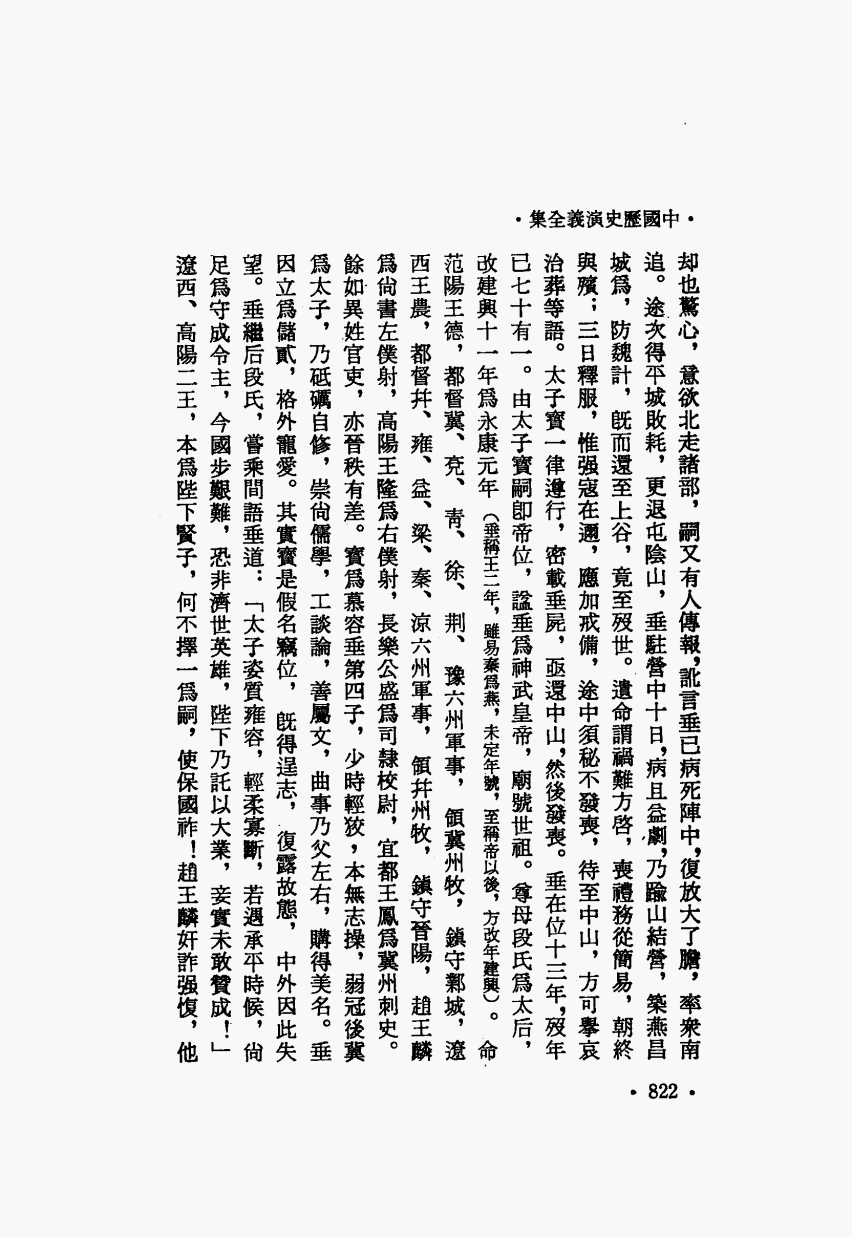 ·中國歷史演義全集·
却也驚心，意欲北走諸部，嗣又有人傳報，訛言垂已病死陣中，復放大了膽，率衆南
追。途次得平城敗耗，更退屯陰山，垂駐營中十日，病且益劇，乃踰山結營，築燕昌
城爲，防魏計，旣而還至上谷，竟至歿世。遺命謂禍難方啓，喪禮務從簡易，朝終
與殯；三日釋服，惟强寇在邇，應加戒備，途中須秘不發喪，待至中山，方可擧哀
治葬等語。太子寶一律遵行，密載垂屍，亟還中山，然後發喪。垂在位十三年，歿年
已七十有一。由太子寶嗣卽帝位，諡垂爲神武皇帝，廟號世祖。尊母段氏爲太后，
改建興十一年爲永康元年（垂稱王二年，雖易秦爲燕，未定年號，至稱帝以後，方改年建興）。命
范陽王德，都督冀、兗、青、徐、荆、豫六州軍事，領冀州牧，鎭守鄴城，遼
西王農，都督幷、雍、益、梁、秦、涼六州軍事，領幷州牧，鎭守晉陽，趙王麟
爲尙書左僕射，高陽王隆爲右僕射，長樂公盛爲司隸校尉，宜都王鳳爲冀州刺史。
餘如異姓官吏，亦晉秩有差。寶爲慕容垂第四子，少時輕狡，本無志操，弱冠後冀
爲太子，乃砥礪自修，崇尙儒學，工談論，善屬文，曲事乃父左右，購得美名。垂
因立爲儲貳，格外寵愛。其實寶是假名竊位，旣得逞志，復露故態，中外因此失
望。垂繼后段氏，嘗乘間語垂道：「太子姿質雍容，輕柔寡斷，若遇承平時候，尙
足爲守成令主，今國步艱難，恐非濟世英雄，陛下乃託以大業，妾實未敢贊成！」
遼西、高陽二王，本爲陛下賢子，何不擇一爲嗣，使保國祚！趙王麟奸詐强愎，他
·822·